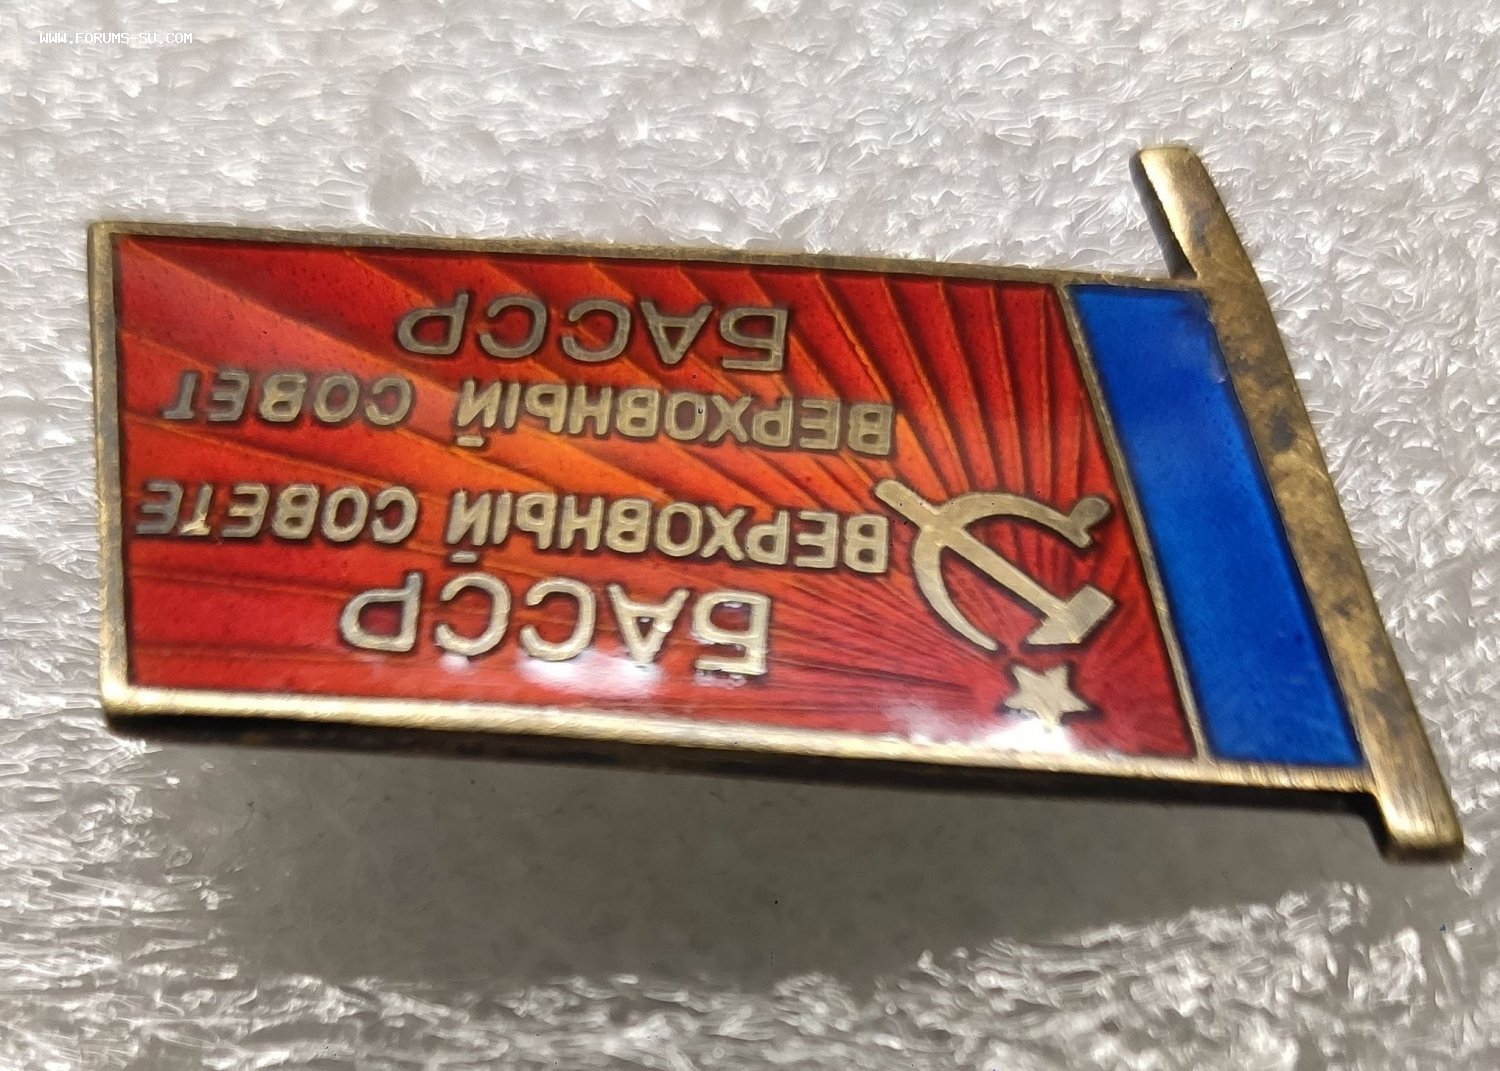 WWW.FORUMS-SU.COM
БАССР
ВЕРХОВНЫЙ СОВЕТЕ
ВЕРХОВНЫЙ СОВЕТ
БАССР